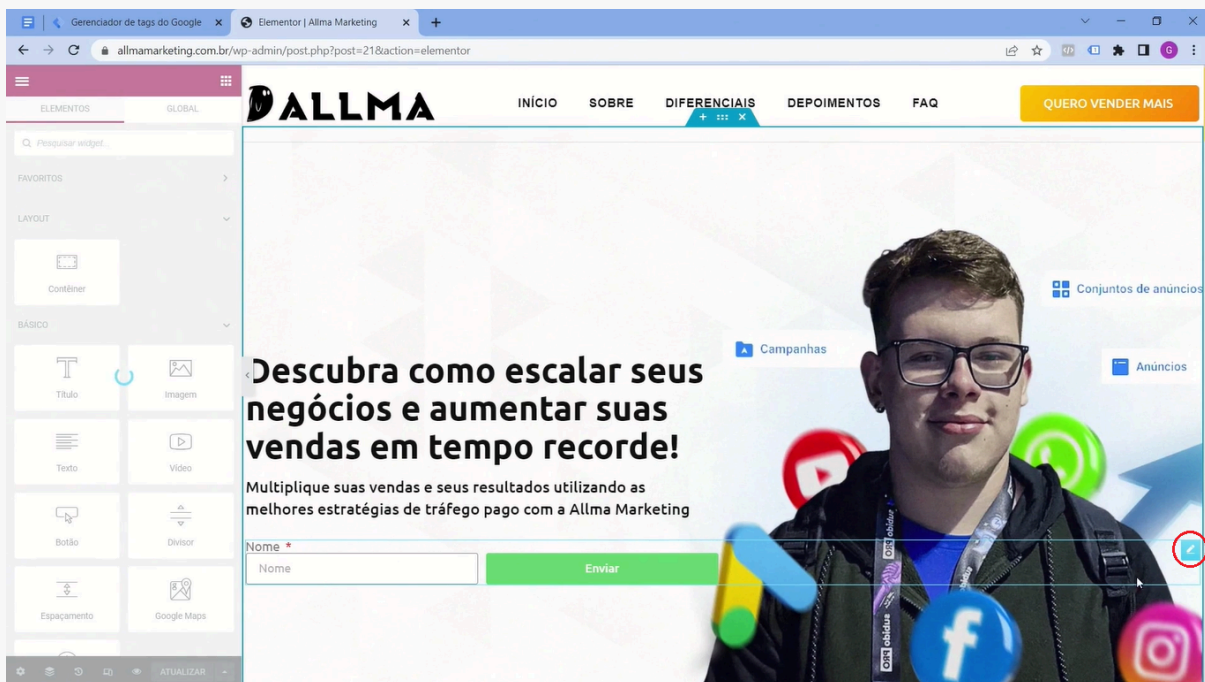 Gerenciador de tags do Google
Elementor | Allma Marketing
allmamarketing.com.br/wp-admin/post.php?post=21&action=elementor
G
ELEMENTOS
GLOBAL
Pesquisar widget...
FAVORITOS
LAYOUT
Contêiner
BÁSICO
Título
Imagem
Texto
Vídeo
Botão
Divisor
Espaçamento
Google Maps
ATUALIZAR
ALLMA
INÍCIO
SOBRE
DIFERENCIAIS
DEPOIMENTOS
FAQ
QUERO VENDER MAIS
Conjuntos de anúncios
Campanhas
Anúncios
Descubra como escalar seus
negócios e aumentar suas
vendas em tempo recorde!
Multiplique suas vendas e seus resultados utilizando as
melhores estratégias de tráfego pago com a Allma Marketing
Nome *
Nome
Enviar
subido PRO
subido PRO